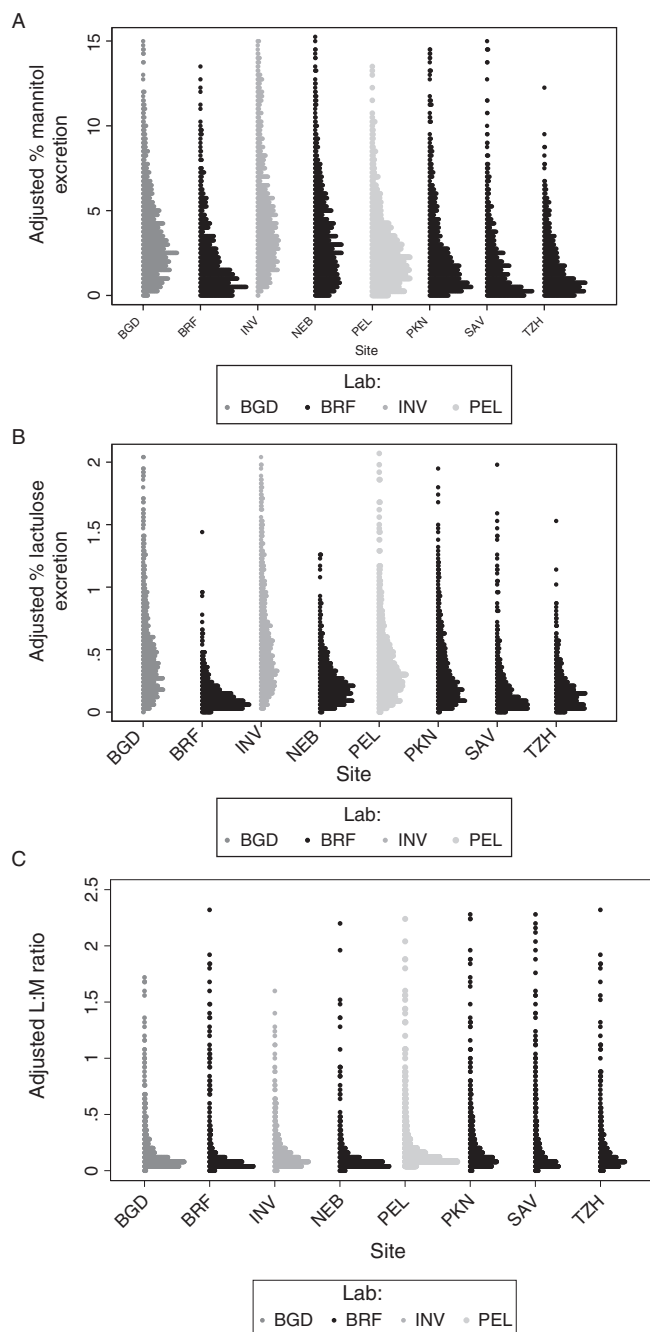 A
Adjusted % mannitol
excretion
15
10
5
0
BGD BRF INV NEB PEL PKN SAV TZH
Site
Lab:
BGD BRF INV PEL
B
Adjusted % lactulose
excretion
2
1.5
1
.5
0
BGD BRF INV NEB PEL PKN SAV TZH
Site
Lab:
BGD BRF INV PEL
C
Adjusted L:M ratio
2.5
2
1.5
1
.5
0
BGD BRF INV NEB PEL PKN SAV TZH
Site
Lab:
BGD BRF INV PEL